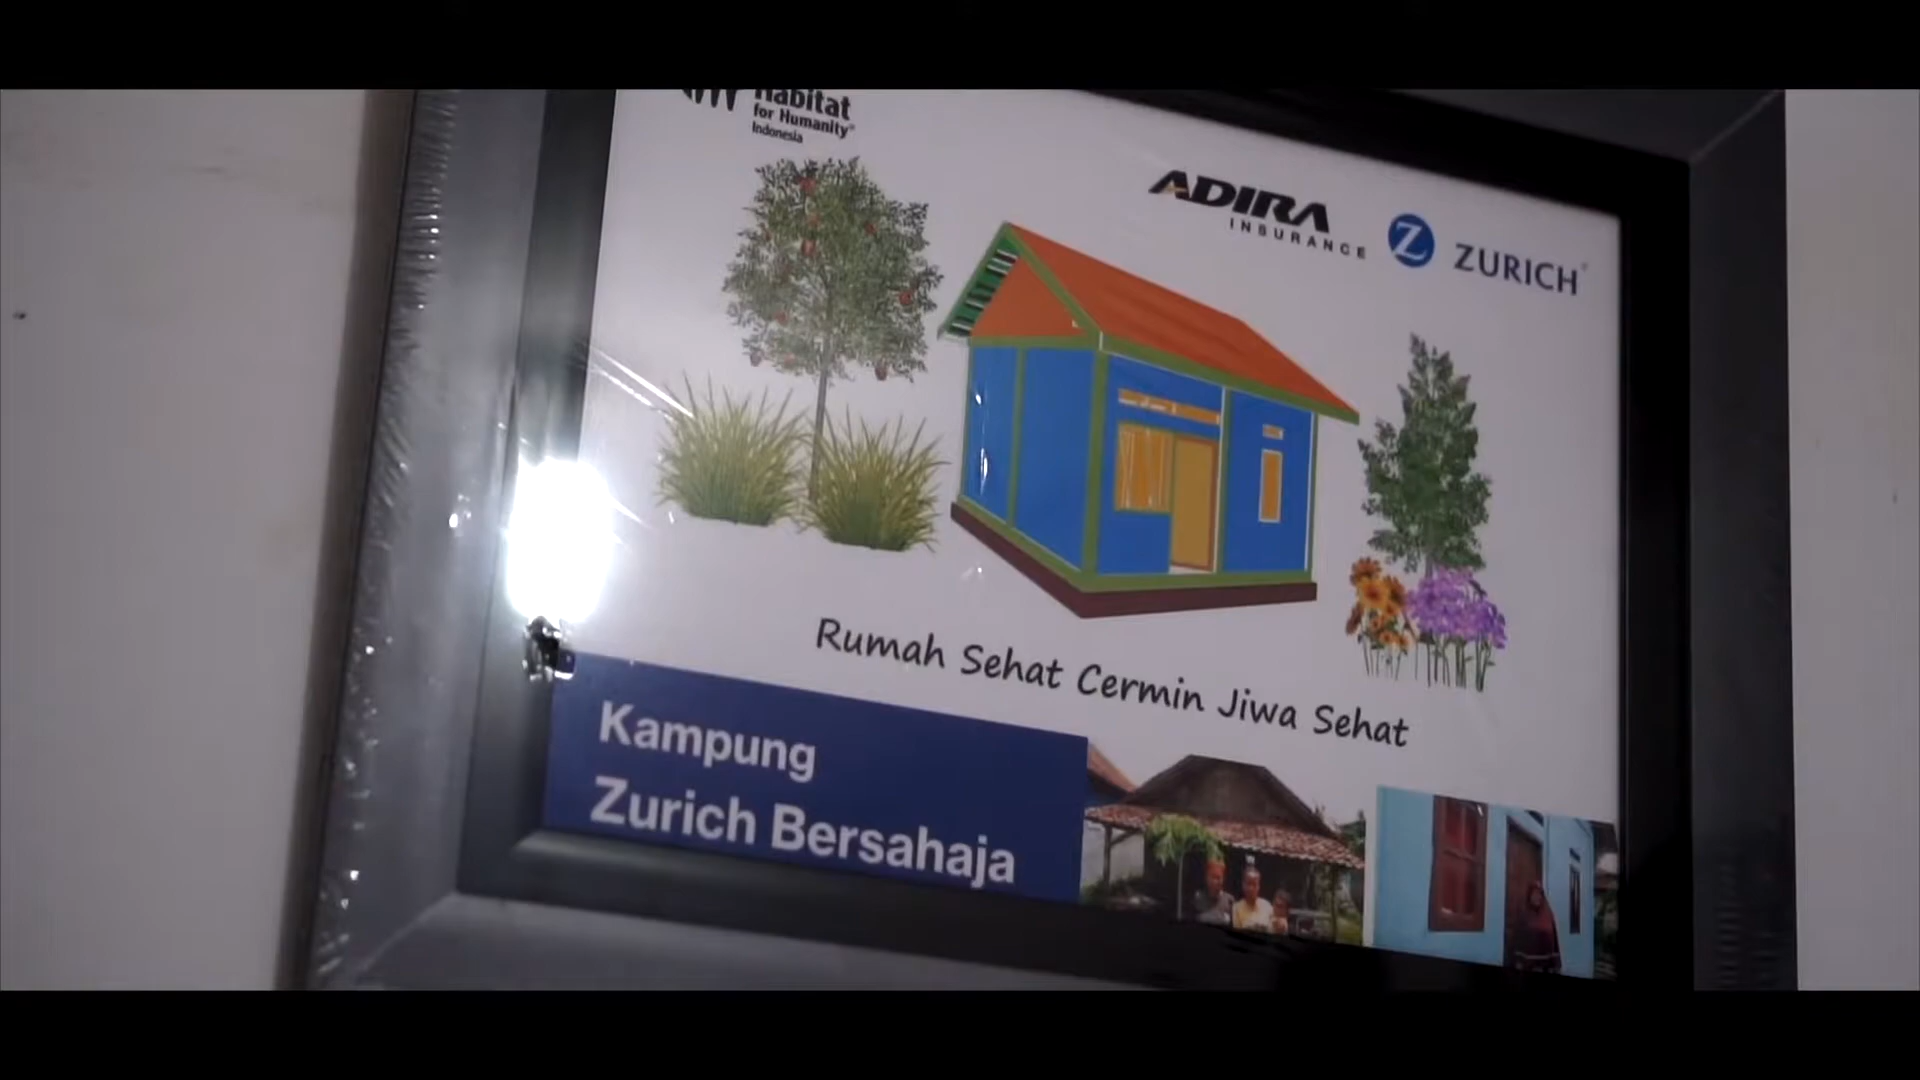 Habitat
for Humanity®
Indonesia
ADIRA
INSURANCE
Z ZURICH®
Rumah Sehat Cermin Jiwa Sehat
Kampung
Zurich Bersahaja